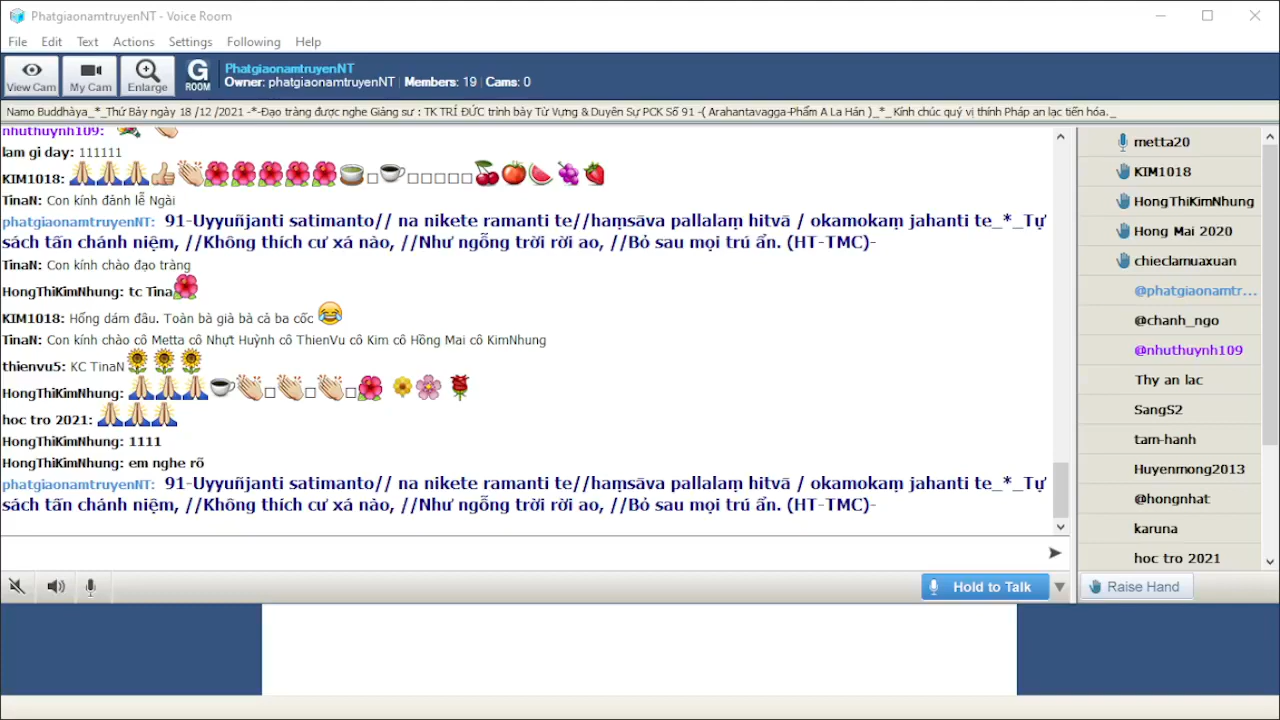 PhatgiaonamtruyenNT - Voice Room
File Edit Text Actions Settings Following Help
View Cam My Cam Enlarge G ROOM
PhatgiaonamtruyenNT
Owner: phatgiaonamtruyenNT | Members: 19 | Cams: 0
Namo Buddhàya_*_Thứ Bảy ngày 18 /12 /2021 -*-Đạo tràng được nghe Giảng sư : TK TRÍ ĐỨC trình bày Từ Vựng & Duyên Sự PCK Số 91 -( Arahantavagga-Phẩm A La Hán )_*_Kính chúc quý vị thính Pháp an lạc tiến hóa._
nhuthuynh109:
lam gi day: 111111
KIM1018:
TinaN: Con kính đảnh lễ Ngài
phatgiaonamtruyenNT: 91-Uyyuñjanti satimanto// na nikete ramanti te//haṃsāva pallalaṃ hitvā / okamokaṃ jahanti te_*_Tự
sách tấn chánh niệm, //Không thích cư xá nào, //Như ngỗng trời rời ao, //Bỏ sau mọi trú ẩn. (HT-TMC)-
TinaN: Con kính chào đạo tràng
HongThiKimNhung: tc Tina
KIM1018: Hổng dám đâu. Toàn bà già bà cả ba cốc
TinaN: Con kính chào cô Metta cô Nhựt Huỳnh cô ThienVu cô Kim cô Hồng Mai cô KimNhung
thienvu5: KC TinaN
HongThiKimNhung:
hoc tro 2021:
HongThiKimNhung: 1111
HongThiKimNhung: em nghe rõ
phatgiaonamtruyenNT: 91-Uyyuñjanti satimanto// na nikete ramanti te//haṃsāva pallalaṃ hitvā / okamokaṃ jahanti te_*_Tự
sách tấn chánh niệm, //Không thích cư xá nào, //Như ngỗng trời rời ao, //Bỏ sau mọi trú ẩn. (HT-TMC)-
Hold to Talk
metta20
KIM1018
HongThiKimNhung
Hong Mai 2020
chieclamuaxuan
@phatgiaonamtr...
@chanh_ngo
@nhuthuynh109
Thy an lac
SangS2
tam-hanh
Huyenmong2013
@hongnhat
karuna
hoc tro 2021
Raise Hand